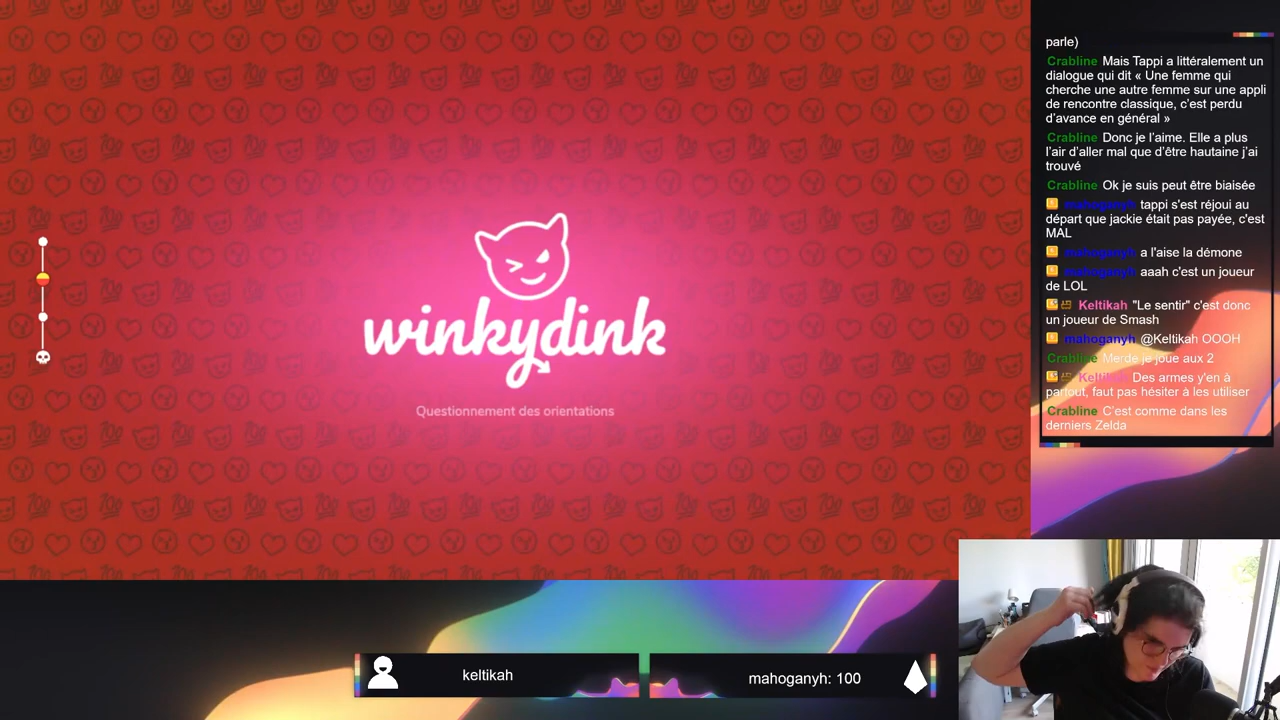 winkydink
Questionnement des orientations
parle)
Crabline Mais Tappi a littéralement un
dialogue qui dit « Une femme qui
cherche une autre femme sur une appli
de rencontre classique, c’est perdu
d’avance en général »
Crabline Donc je l’aime. Elle a plus
l’air d’aller mal que d’être hautaine j’ai
trouvé
Crabline Ok je suis peut être biaisée
mahoganyh tappi s'est réjoui au
départ que jackie était pas payée, c'est
MAL
mahoganyh a l'aise la démone
mahoganyh aaah c'est un joueur
de LOL
Keltikah "Le sentir" c'est donc
un joueur de Smash
mahoganyh @Keltikah OOOH
Crabline Merde je joue aux 2
Keltikah Des armes y'en à
partout, faut pas hésiter à les utiliser
Crabline C’est comme dans les
derniers Zelda
keltikah
mahoganyh: 100